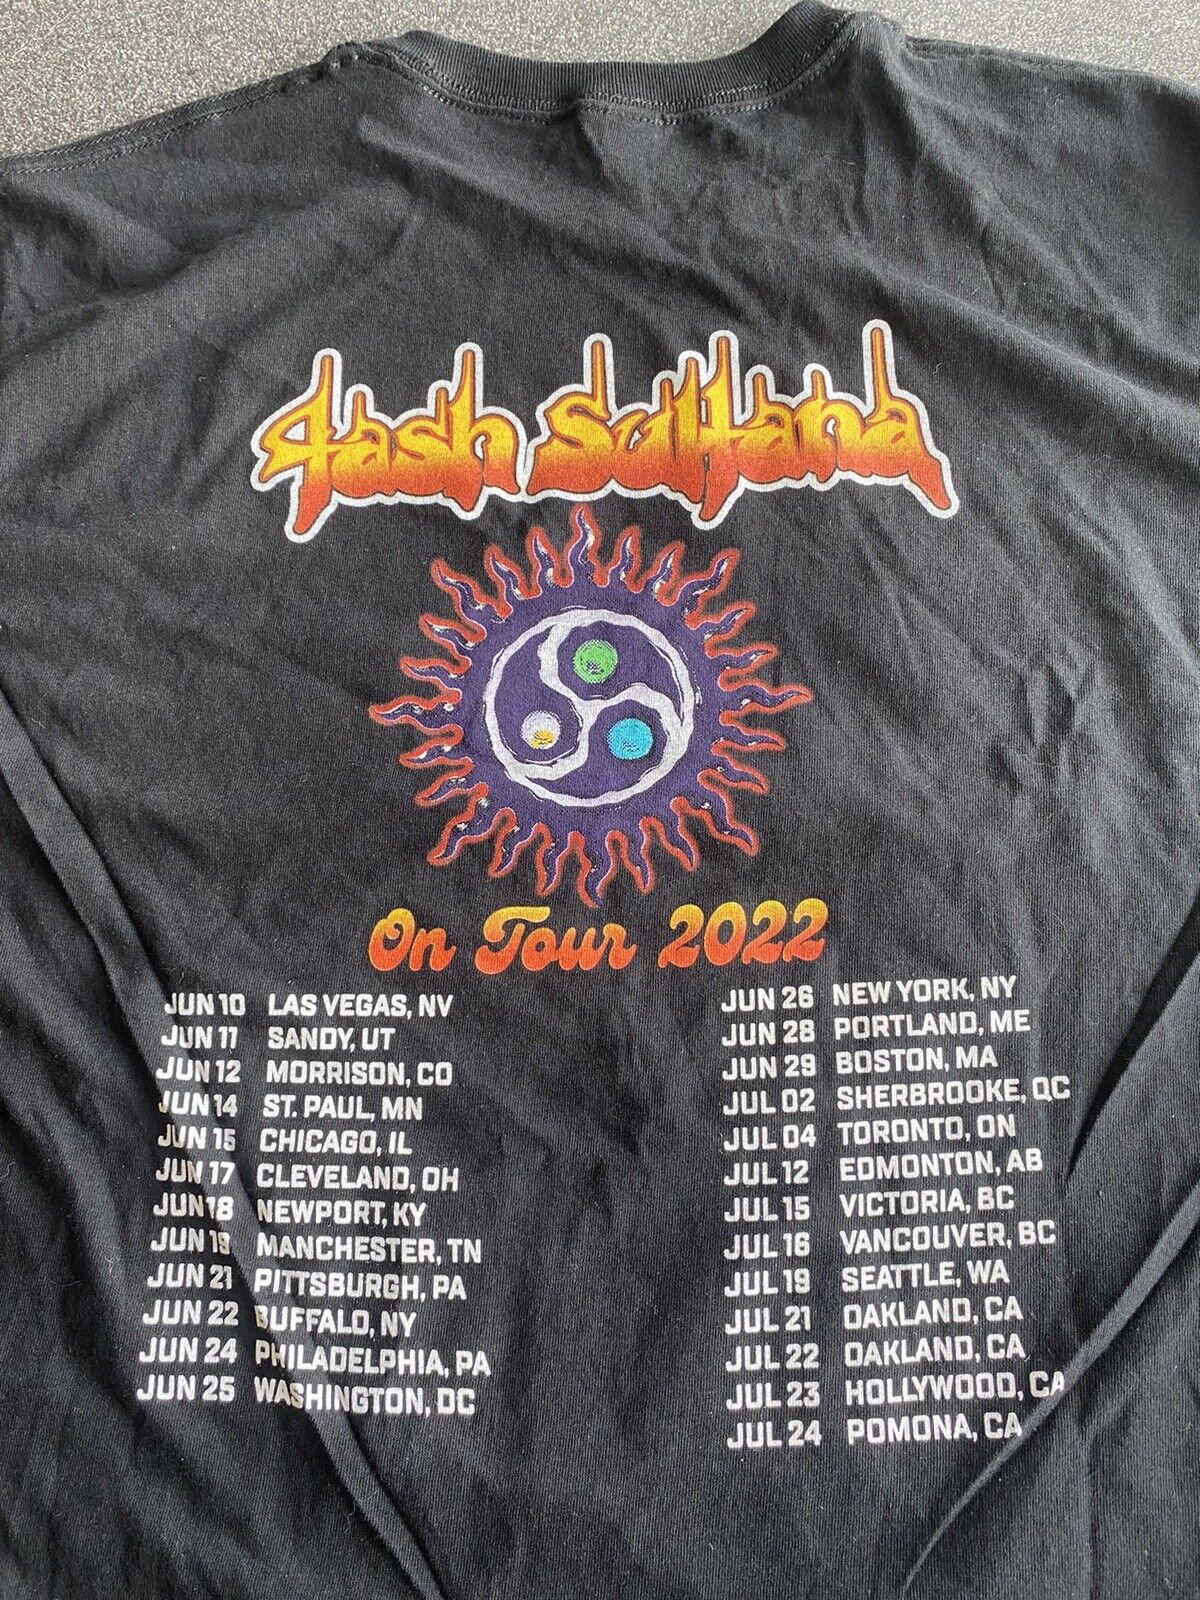 Tash Sultana
On Tour 2022
JUN 10 LAS VEGAS, NV
JUN 11 SANDY, UT
JUN 12 MORRISON, CO
JUN 14 ST. PAUL, MN
JUN 15 CHICAGO, IL
JUN 17 CLEVELAND, OH
JUN 18 NEWPORT, KY
JUN 19 MANCHESTER, TN
JUN 21 PITTSBURGH, PA
JUN 22 BUFFALO, NY
JUN 24 PHILADELPHIA, PA
JUN 25 WASHINGTON, DC
JUN 26 NEW YORK, NY
JUN 28 PORTLAND, ME
JUN 29 BOSTON, MA
JUL 02 SHERBROOKE, QC
JUL 04 TORONTO, ON
JUL 12 EDMONTON, AB
JUL 15 VICTORIA, BC
JUL 16 VANCOUVER, BC
JUL 19 SEATTLE, WA
JUL 21 OAKLAND, CA
JUL 22 OAKLAND, CA
JUL 23 HOLLYWOOD, CA
JUL 24 POMONA, CA